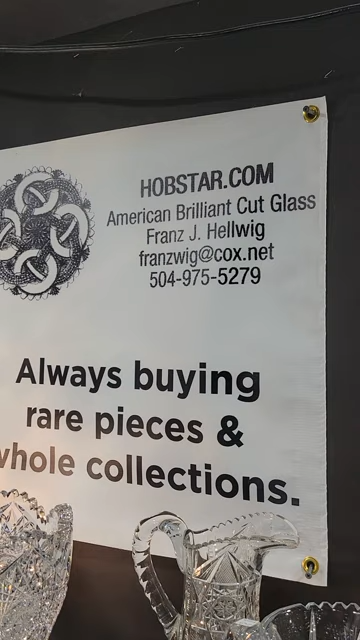 HOBSTAR.COM
American Brilliant Cut Glass
Franz J. Hellwig
franzwig@cox.net
504-975-5279
Always buying
rare pieces &
whole collections.